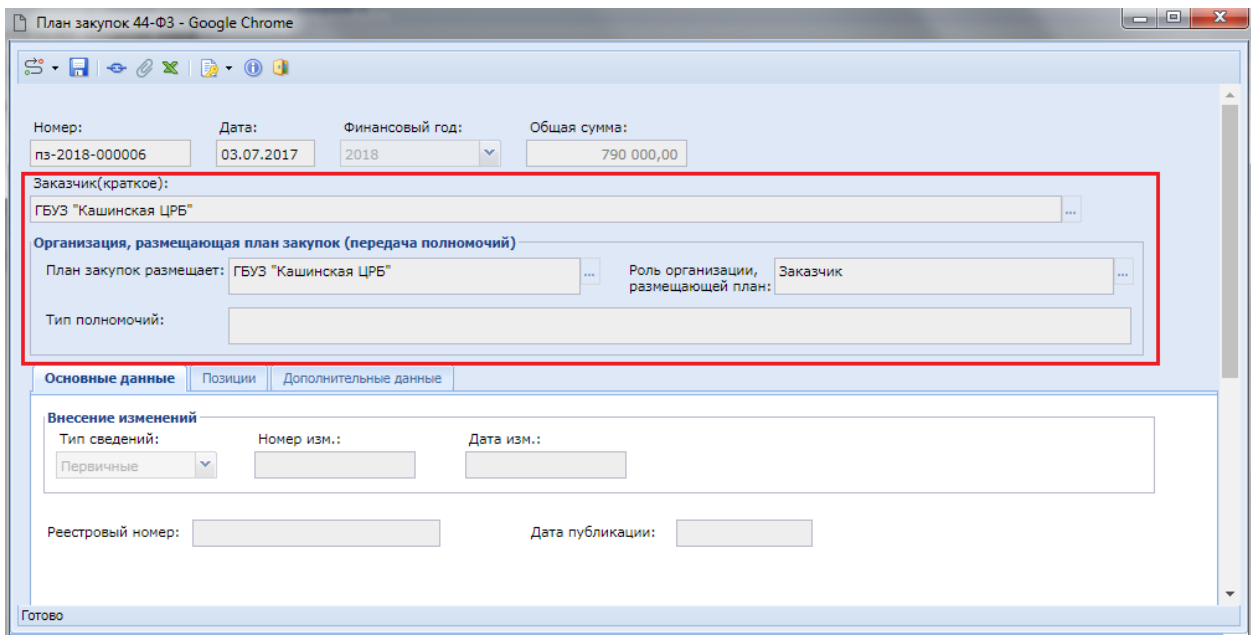 План закупок 44-ФЗ - Google Chrome
Номер: Дата: Финансовый год: Общая сумма:
пз-2018-000006 03.07.2017 2018 790 000,00
Заказчик(краткое):
ГБУЗ "Кашинская ЦРБ" ...
Организация, размещающая план закупок (передача полномочий)
План закупок размещает: ГБУЗ "Кашинская ЦРБ" ... Роль организации, Заказчик ...
размещающей план:
Тип полномочий:
Основные данные Позиции Дополнительные данные
Внесение изменений
Тип сведений: Номер изм.: Дата изм.:
Первичные
Реестровый номер: Дата публикации:
Готово